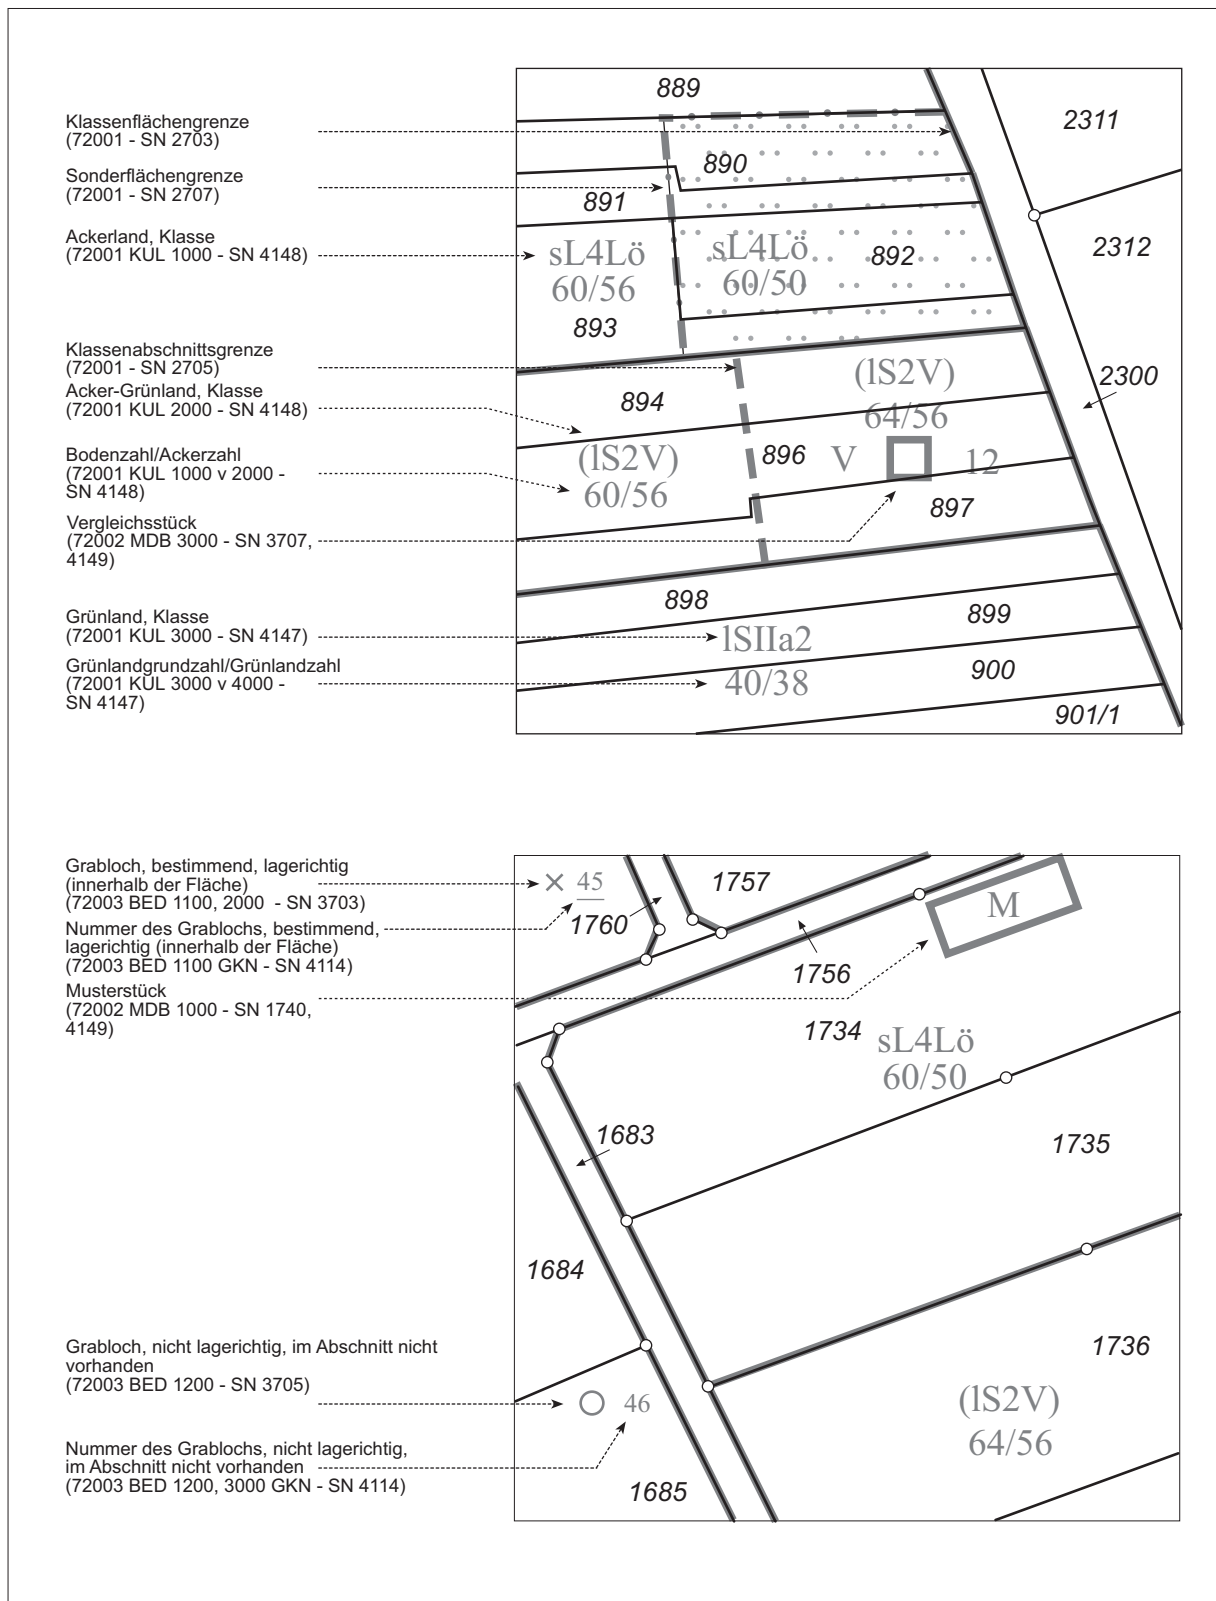 Klassenflächengrenze
(72001 - SN 2703)
Sonderflächengrenze
(72001 - SN 2707)
Ackerland, Klasse
(72001 KUL 1000 - SN 4148)
Klassenabschnittsgrenze
(72001 - SN 2705)
Acker-Grünland, Klasse
(72001 KUL 2000 - SN 4148)
Bodenzahl/Ackerzahl
(72001 KUL 1000 v 2000 -
SN 4148)
Vergleichsstück
(72002 MDB 3000 - SN 3707,
4149)
Grünland, Klasse
(72001 KUL 3000 - SN 4147)
Grünlandgrundzahl/Grünlandzahl
(72001 KUL 3000 v 4000 -
SN 4147)
889
2311
890
891
sL4Lö
60/56
sL4Lö
60/50
892
2312
893
(lS2V)
64/56
2300
894
(lS2V)
60/56
896
V
12
897
898
899
lSIIa2
40/38
900
901/1
Grabloch, bestimmend, lagerichtig
(innerhalb der Fläche)
(72003 BED 1100, 2000 - SN 3703)
Nummer des Grablochs, bestimmend,
lagerichtig (innerhalb der Fläche)
(72003 BED 1100 GKN - SN 4114)
Musterstück
(72002 MDB 1000 - SN 1740,
4149)
45
1757
M
1760
1756
1734
sL4Lö
60/50
1683
1735
1684
1736
Grabloch, nicht lagerichtig, im Abschnitt nicht
vorhanden
(72003 BED 1200 - SN 3705)
Nummer des Grablochs, nicht lagerichtig,
im Abschnitt nicht vorhanden
(72003 BED 1200, 3000 GKN - SN 4114)
46
(lS2V)
64/56
1685